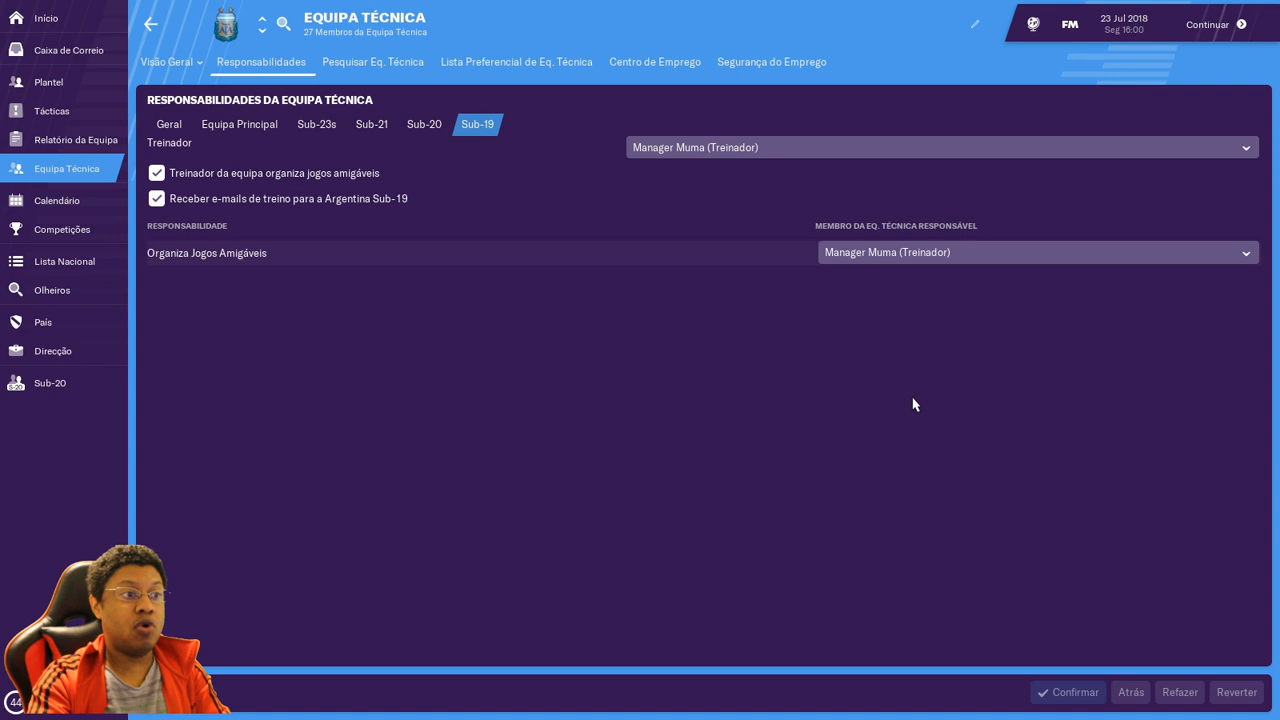 Início
Caixa de Correio
Plantel
Tácticas
Relatório da Equipa
Equipa Técnica
Calendário
Competições
Lista Nacional
Olheiros
País
Direcção
S-20
Sub-20
EQUIPA TÉCNICA
27 Membros da Equipa Técnica
FM
23 Jul 2018
Seg 16:00
Continuar
Visão Geral
Responsabilidades
Pesquisar Eq. Técnica
Lista Preferencial de Eq. Técnica
Centro de Emprego
Segurança do Emprego
RESPONSABILIDADES DA EQUIPA TÉCNICA
Geral
Equipa Principal
Sub-23s
Sub-21
Sub-20
Sub-19
Treinador
Manager Muma (Treinador)
Treinador da equipa organiza jogos amigáveis
Receber e-mails de treino para a Argentina Sub-19
RESPONSABILIDADE
MEMBRO DA EQ. TÉCNICA RESPONSÁVEL
Organiza Jogos Amigáveis
Manager Muma (Treinador)
44
Confirmar
Atrás
Refazer
Reverter